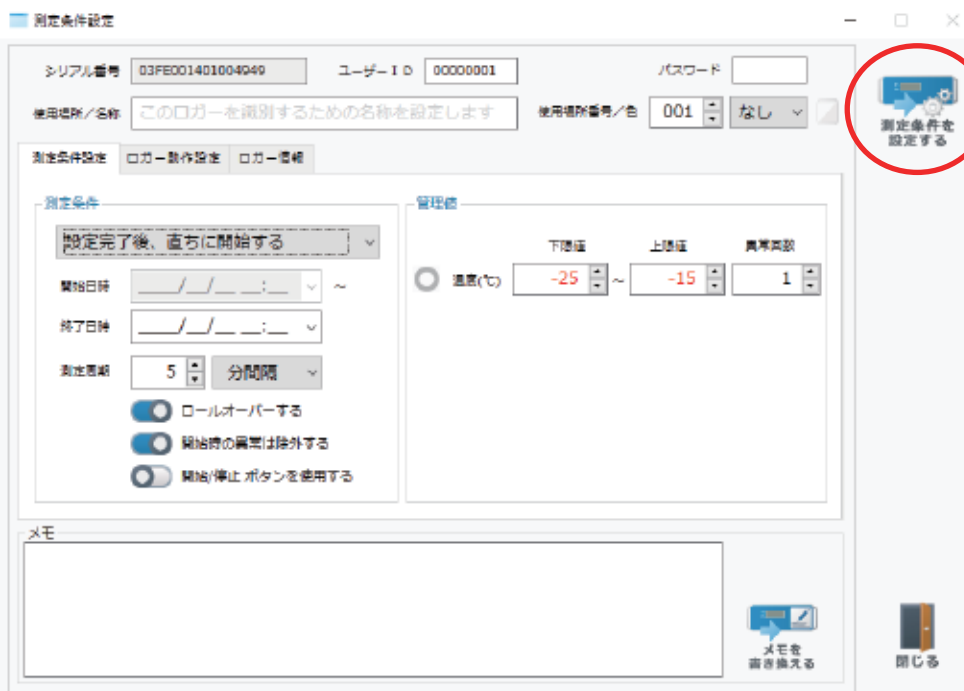 測定条件設定
シリアル番号 03FE001401004949 ユーザーＩＤ 00000001 パスワード
使用場所／名称 このロガーを識別するための名称を設定します 使用場所番号／色 001 なし
測定条件を
設定する
測定条件設定 ロガー動作設定 ロガー情報
測定条件
設定完了後、直ちに開始する
開始日時 ____/__/__ __:__ ～
終了日時 ____/__/__ __:__
測定周期 5 分間隔
ロールオーバーする
開始時の異常は除外する
開始/停止 ボタンを使用する
管理値
下限値 上限値 異常回数
温度(℃) -25 ～ -15 1
メモ
メモを
書き換える
閉じる